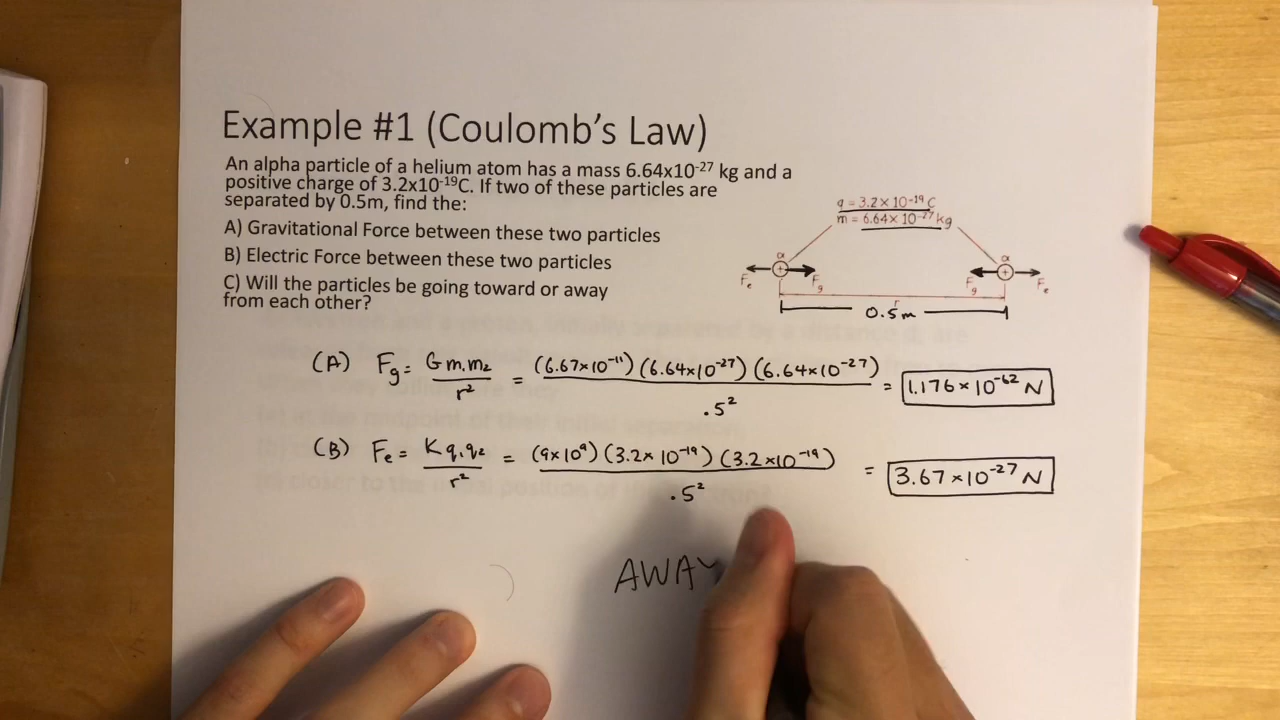 Example #1 (Coulomb's Law)
An alpha particle of a helium atom has a mass 6.64x10⁻²⁷ kg and a
positive charge of 3.2x10⁻¹⁹C. If two of these particles are
separated by 0.5m, find the:
A) Gravitational Force between these two particles
B) Electric Force between these two particles
C) Will the particles be going toward or away
from each other?
q = 3.2 × 10⁻¹⁹ C
m = 6.64 × 10⁻²⁷ kg
α α
Fe Fg Fg Fe
r
0.5m
(A) Fg = G m₁m₂ / r² = (6.67×10⁻¹¹)(6.64×10⁻²⁷)(6.64×10⁻²⁷) / .5² = 1.176×10⁻⁶² N
(B) Fe = K q₁q₂ / r² = (9×10⁹)(3.2×10⁻¹⁹)(3.2×10⁻¹⁹) / .5² = 3.67×10⁻²⁷ N
AWAY